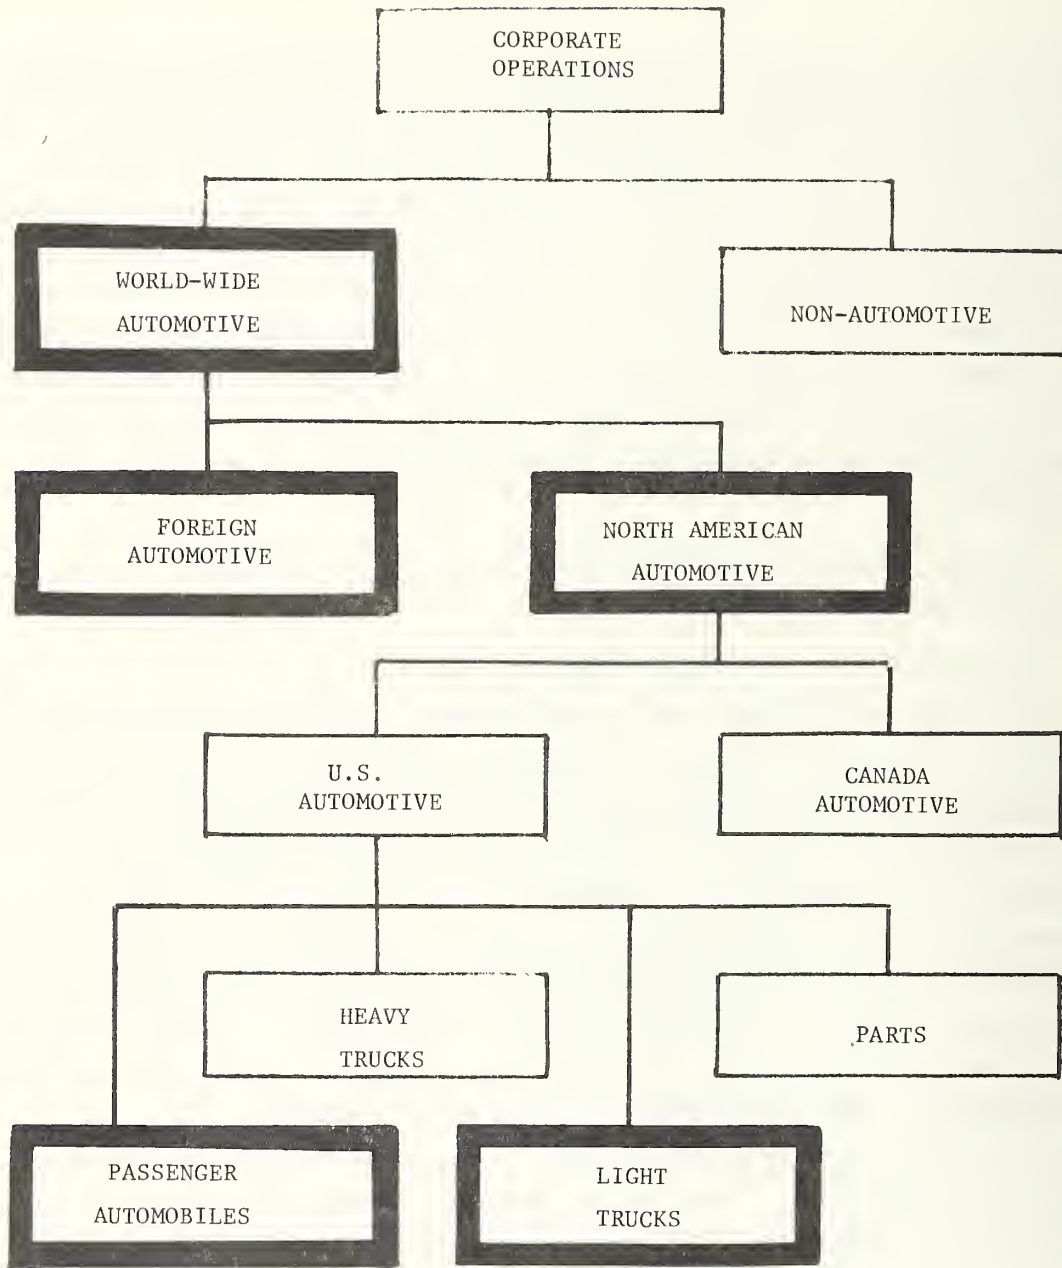 CORPORATE
OPERATIONS
WORLD-WIDE
AUTOMOTIVE
NON-AUTOMOTIVE
FOREIGN
AUTOMOTIVE
NORTH AMERICAN
AUTOMOTIVE
U.S.
AUTOMOTIVE
CANADA
AUTOMOTIVE
HEAVY
TRUCKS
PARTS
PASSENGER
AUTOMOBILES
LIGHT
TRUCKS